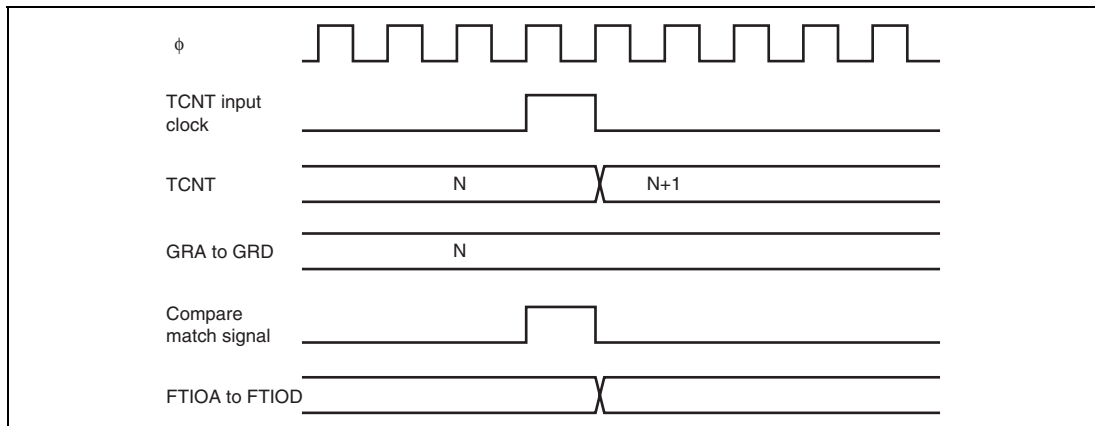 ϕ
TCNT input
clock
TCNT
N
N+1
GRA to GRD
N
Compare
match signal
FTIOA to FTIOD